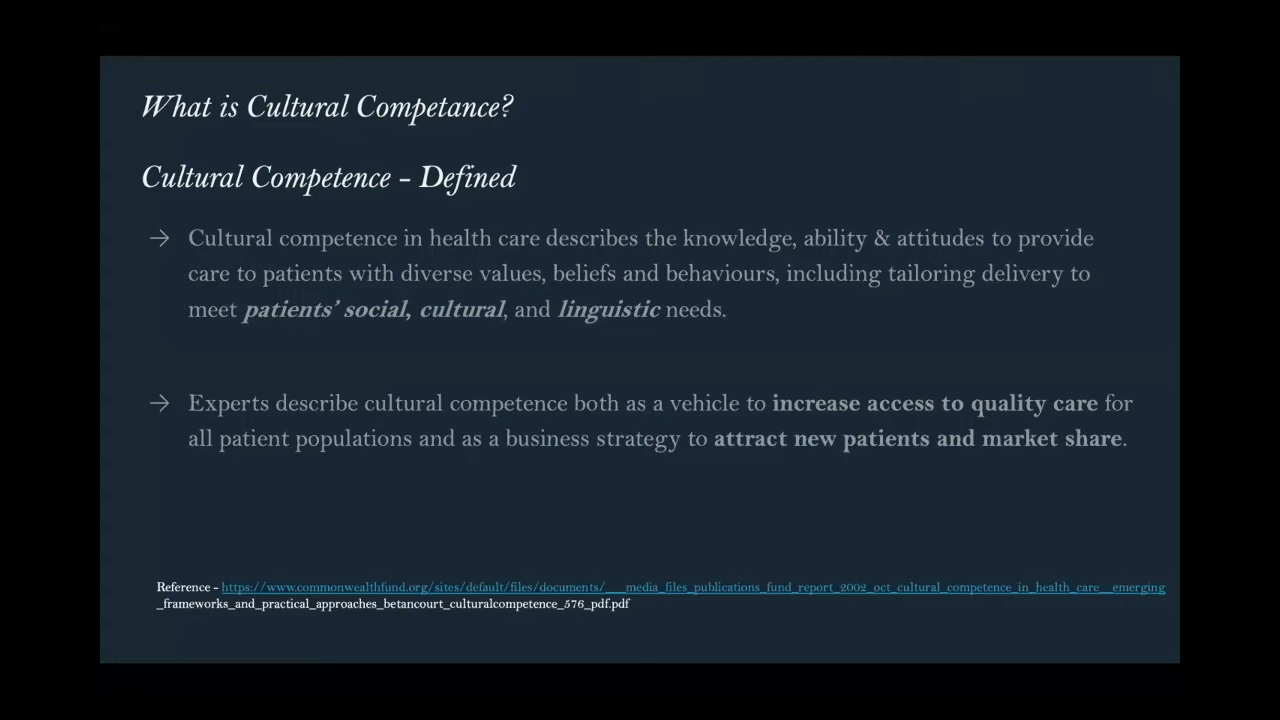 What is Cultural Competance?
Cultural Competence – Defined
→ Cultural competence in health care describes the knowledge, ability & attitudes to provide
care to patients with diverse values, beliefs and behaviours, including tailoring delivery to
meet patients’ social, cultural, and linguistic needs.
→ Experts describe cultural competence both as a vehicle to increase access to quality care for
all patient populations and as a business strategy to attract new patients and market share.
Reference – https://www.commonwealthfund.org/sites/default/files/documents/___media_files_publications_fund_report_2002_oct_cultural_competence_in_health_care__emerging
_frameworks_and_practical_approaches_betancourt_culturalcompetence_576_pdf.pdf